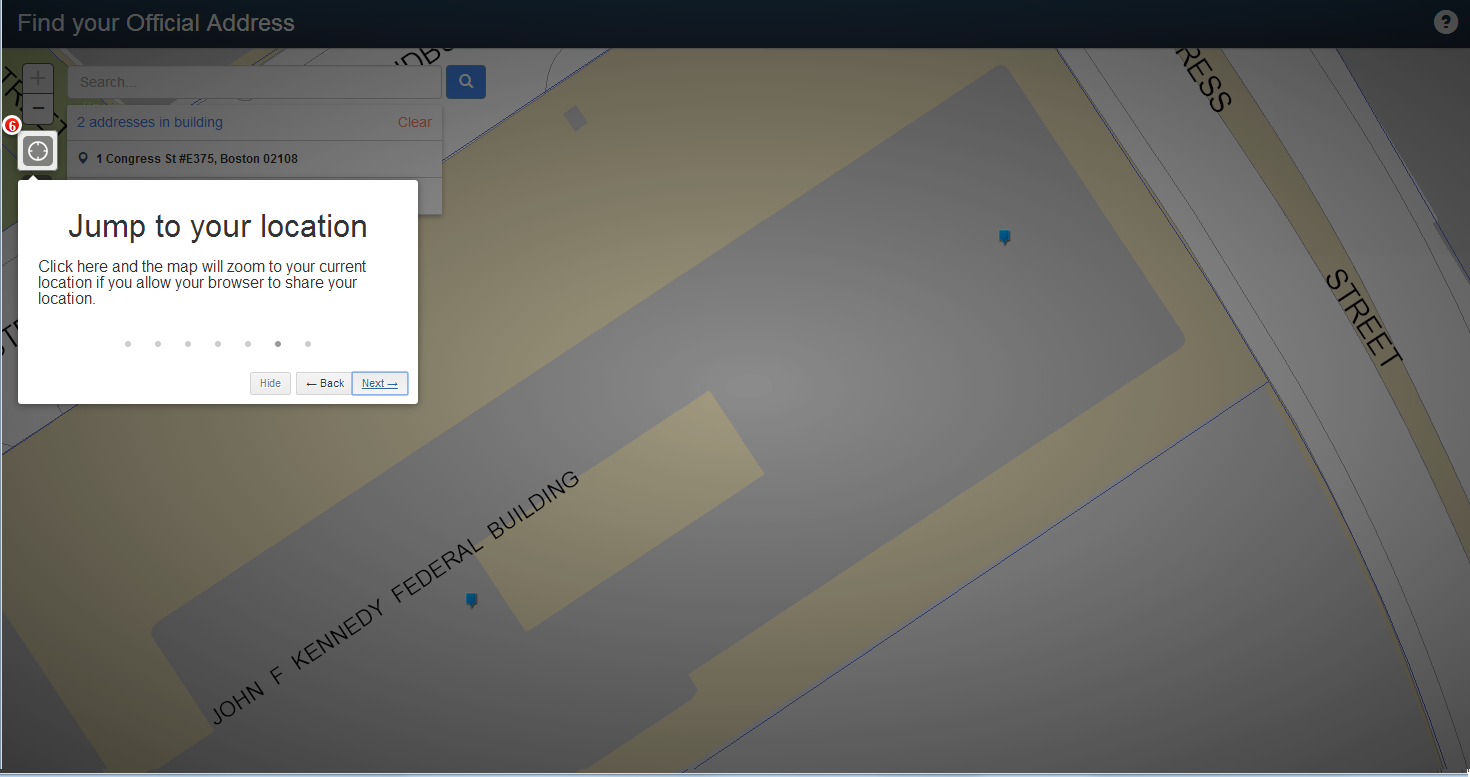 Find your Official Address
?
+
Search...
−
2 addresses in building
Clear
6
1 Congress St #E375, Boston 02108
Jump to your location
Click here and the map will zoom to your current
location if you allow your browser to share your
location.
Hide
← Back
Next →
RESS
STREET
JOHN F KENNEDY FEDERAL BUILDING